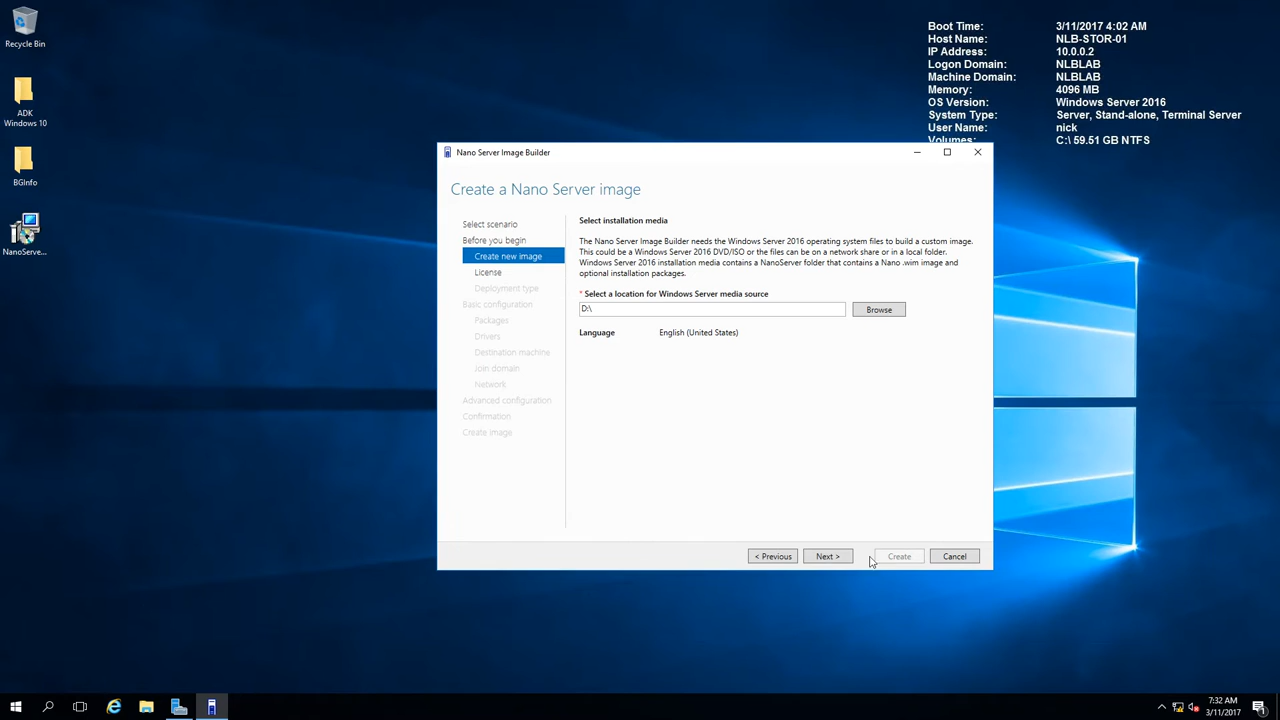 Recycle Bin
ADK
Windows 10
BGInfo
NanoServe...
Boot Time: 3/11/2017 4:02 AM
Host Name: NLB-STOR-01
IP Address: 10.0.0.2
Logon Domain: NLBLAB
Machine Domain: NLBLAB
Memory: 4096 MB
OS Version: Windows Server 2016
System Type: Server, Stand-alone, Terminal Server
User Name: nick
Volumes: C:\ 59.51 GB NTFS
Nano Server Image Builder
Create a Nano Server image
Select scenario
Before you begin
Create new image
License
Deployment type
Basic configuration
Packages
Drivers
Destination machine
Join domain
Network
Advanced configuration
Confirmation
Create image
Select installation media
The Nano Server Image Builder needs the Windows Server 2016 operating system files to build a custom image.
This could be a Windows Server 2016 DVD/ISO or the files can be on a network share or in a local folder.
Windows Server 2016 installation media contains a NanoServer folder that contains a Nano .wim image and
optional installation packages.
* Select a location for Windows Server media source
D:\
Browse
Language English (United States)
< Previous
Next >
Create
Cancel
7:32 AM
3/11/2017
1